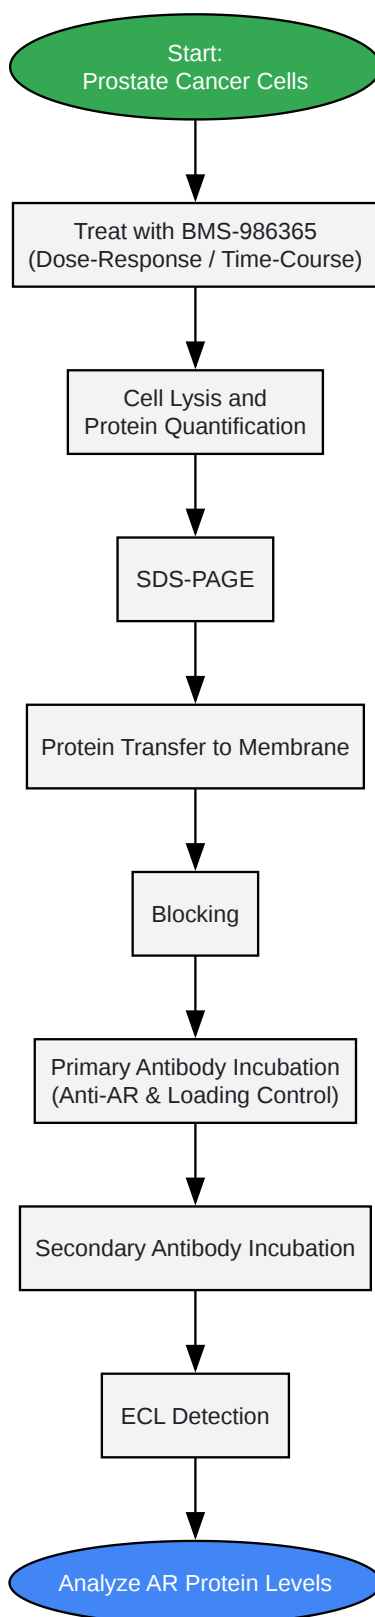 Start:
Prostate Cancer Cells
Treat with BMS-986365
(Dose-Response / Time-Course)
Cell Lysis and
Protein Quantification
SDS-PAGE
Protein Transfer to Membrane
Blocking
Primary Antibody Incubation
(Anti-AR & Loading Control)
Secondary Antibody Incubation
ECL Detection
Analyze AR Protein Levels